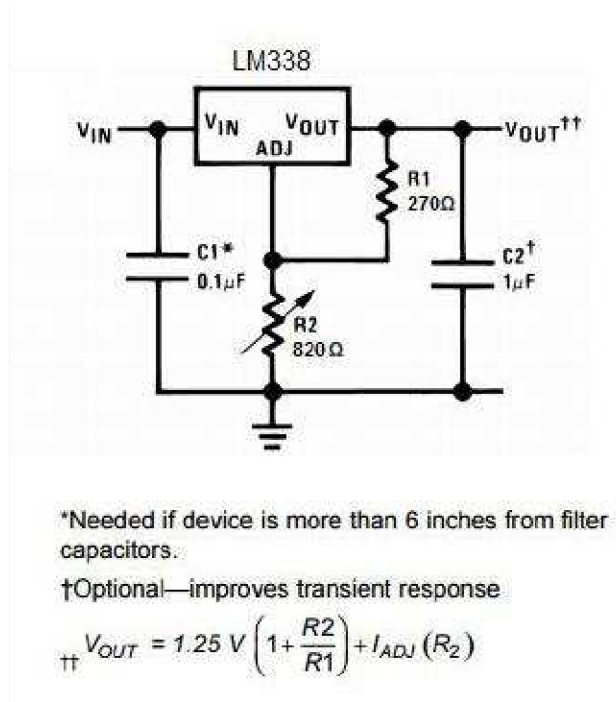 LM338
VIN
VIN VOUT
ADJ
VOUT††
R1
270Ω
C1*
0.1μF
C2†
1μF
R2
820Ω
*Needed if device is more than 6 inches from filter
capacitors.
†Optional—improves transient response
†† VOUT = 1.25 V (1+ R2/R1) + IADJ (R2)